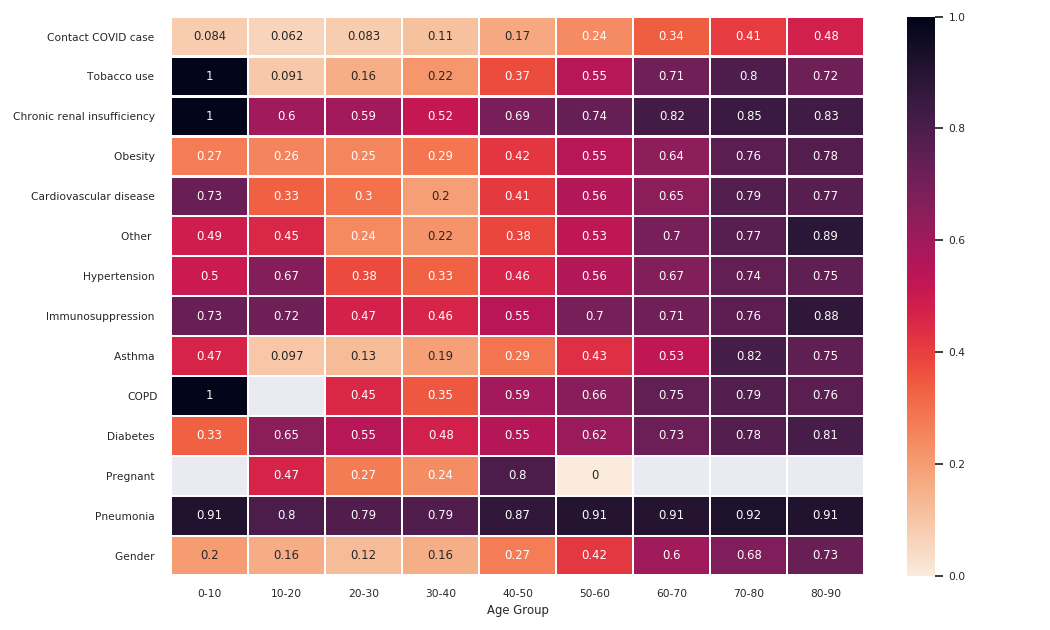 Contact COVID case 0.084 0.062 0.083 0.11 0.17 0.24 0.34 0.41 0.48
Tobacco use 1 0.091 0.16 0.22 0.37 0.55 0.71 0.8 0.72
Chronic renal insufficiency 1 0.6 0.59 0.52 0.69 0.74 0.82 0.85 0.83
Obesity 0.27 0.26 0.25 0.29 0.42 0.55 0.64 0.76 0.78
Cardiovascular disease 0.73 0.33 0.3 0.2 0.41 0.56 0.65 0.79 0.77
Other 0.49 0.45 0.24 0.22 0.38 0.53 0.7 0.77 0.89
Hypertension 0.5 0.67 0.38 0.33 0.46 0.56 0.67 0.74 0.75
Immunosuppression 0.73 0.72 0.47 0.46 0.55 0.7 0.71 0.76 0.88
Asthma 0.47 0.097 0.13 0.19 0.29 0.43 0.53 0.82 0.75
COPD 1 0.45 0.35 0.59 0.66 0.75 0.79 0.76
Diabetes 0.33 0.65 0.55 0.48 0.55 0.62 0.73 0.78 0.81
Pregnant 0.47 0.27 0.24 0.8 0
Pneumonia 0.91 0.8 0.79 0.79 0.87 0.91 0.91 0.92 0.91
Gender 0.2 0.16 0.12 0.16 0.27 0.42 0.6 0.68 0.73
0-10 10-20 20-30 30-40 40-50 50-60 60-70 70-80 80-90
Age Group
1.0
0.8
0.6
0.4
0.2
0.0